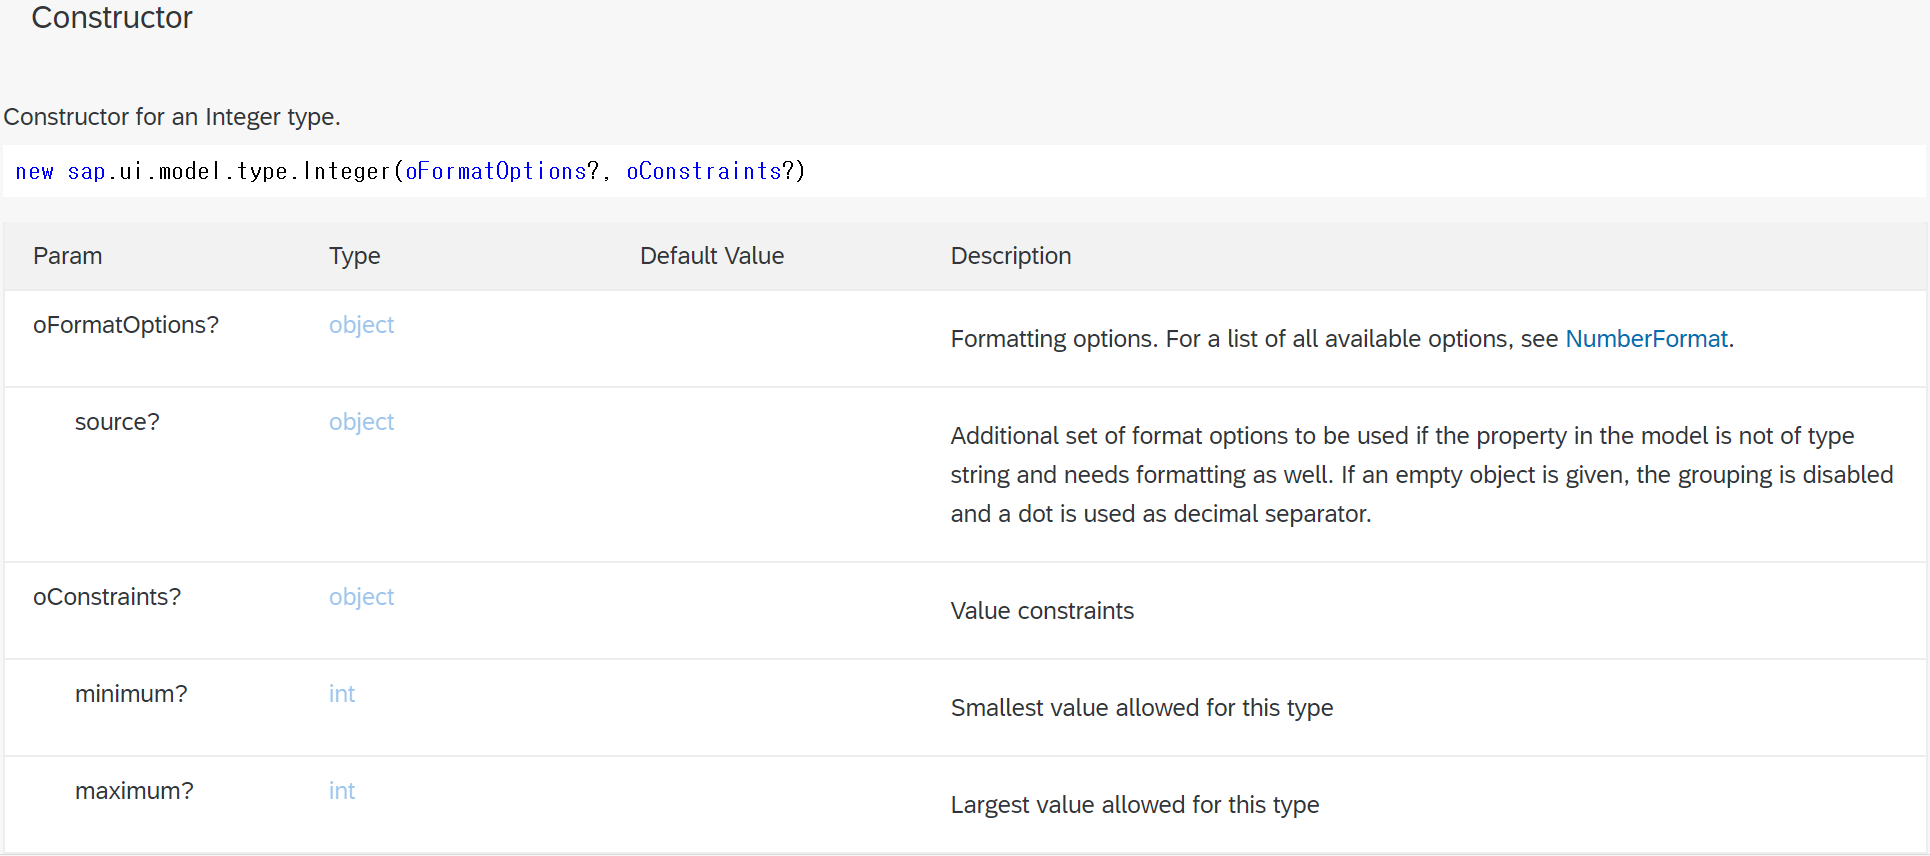 Constructor
Constructor for an Integer type.
new sap.ui.model.type.Integer(oFormatOptions?, oConstraints?)
Param Type Default Value Description
oFormatOptions? object Formatting options. For a list of all available options, see NumberFormat.
source? object Additional set of format options to be used if the property in the model is not of type
string and needs formatting as well. If an empty object is given, the grouping is disabled
and a dot is used as decimal separator.
oConstraints? object Value constraints
minimum? int Smallest value allowed for this type
maximum? int Largest value allowed for this type